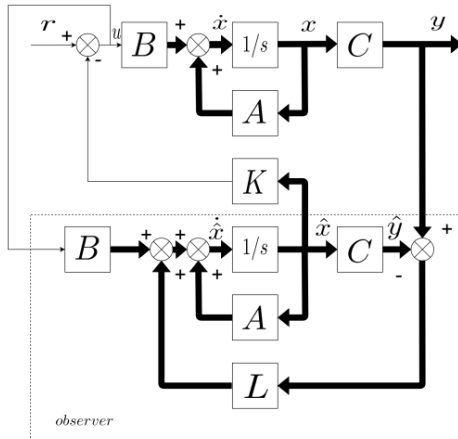 r + - u B + + ẋ 1/s x C y
A
K
B + + + + x̂̇ 1/s x̂ C ŷ + -
A
L
observer